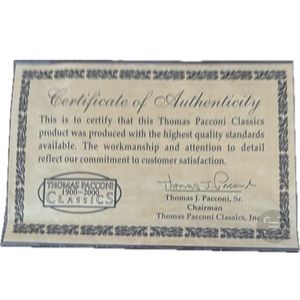 Certificate of Authenticity
This is to certify that this Thomas Pacconi Classics
product was produced with the highest quality standards
available. The workmanship and attention to detail
reflect our commitment to customer satisfaction.
THOMAS PACCONI
1900-2000
CLASSICS
Thomas J. Pacconi
Thomas J. Pacconi, Sr.
Chairman
Thomas Pacconi Classics, Inc.